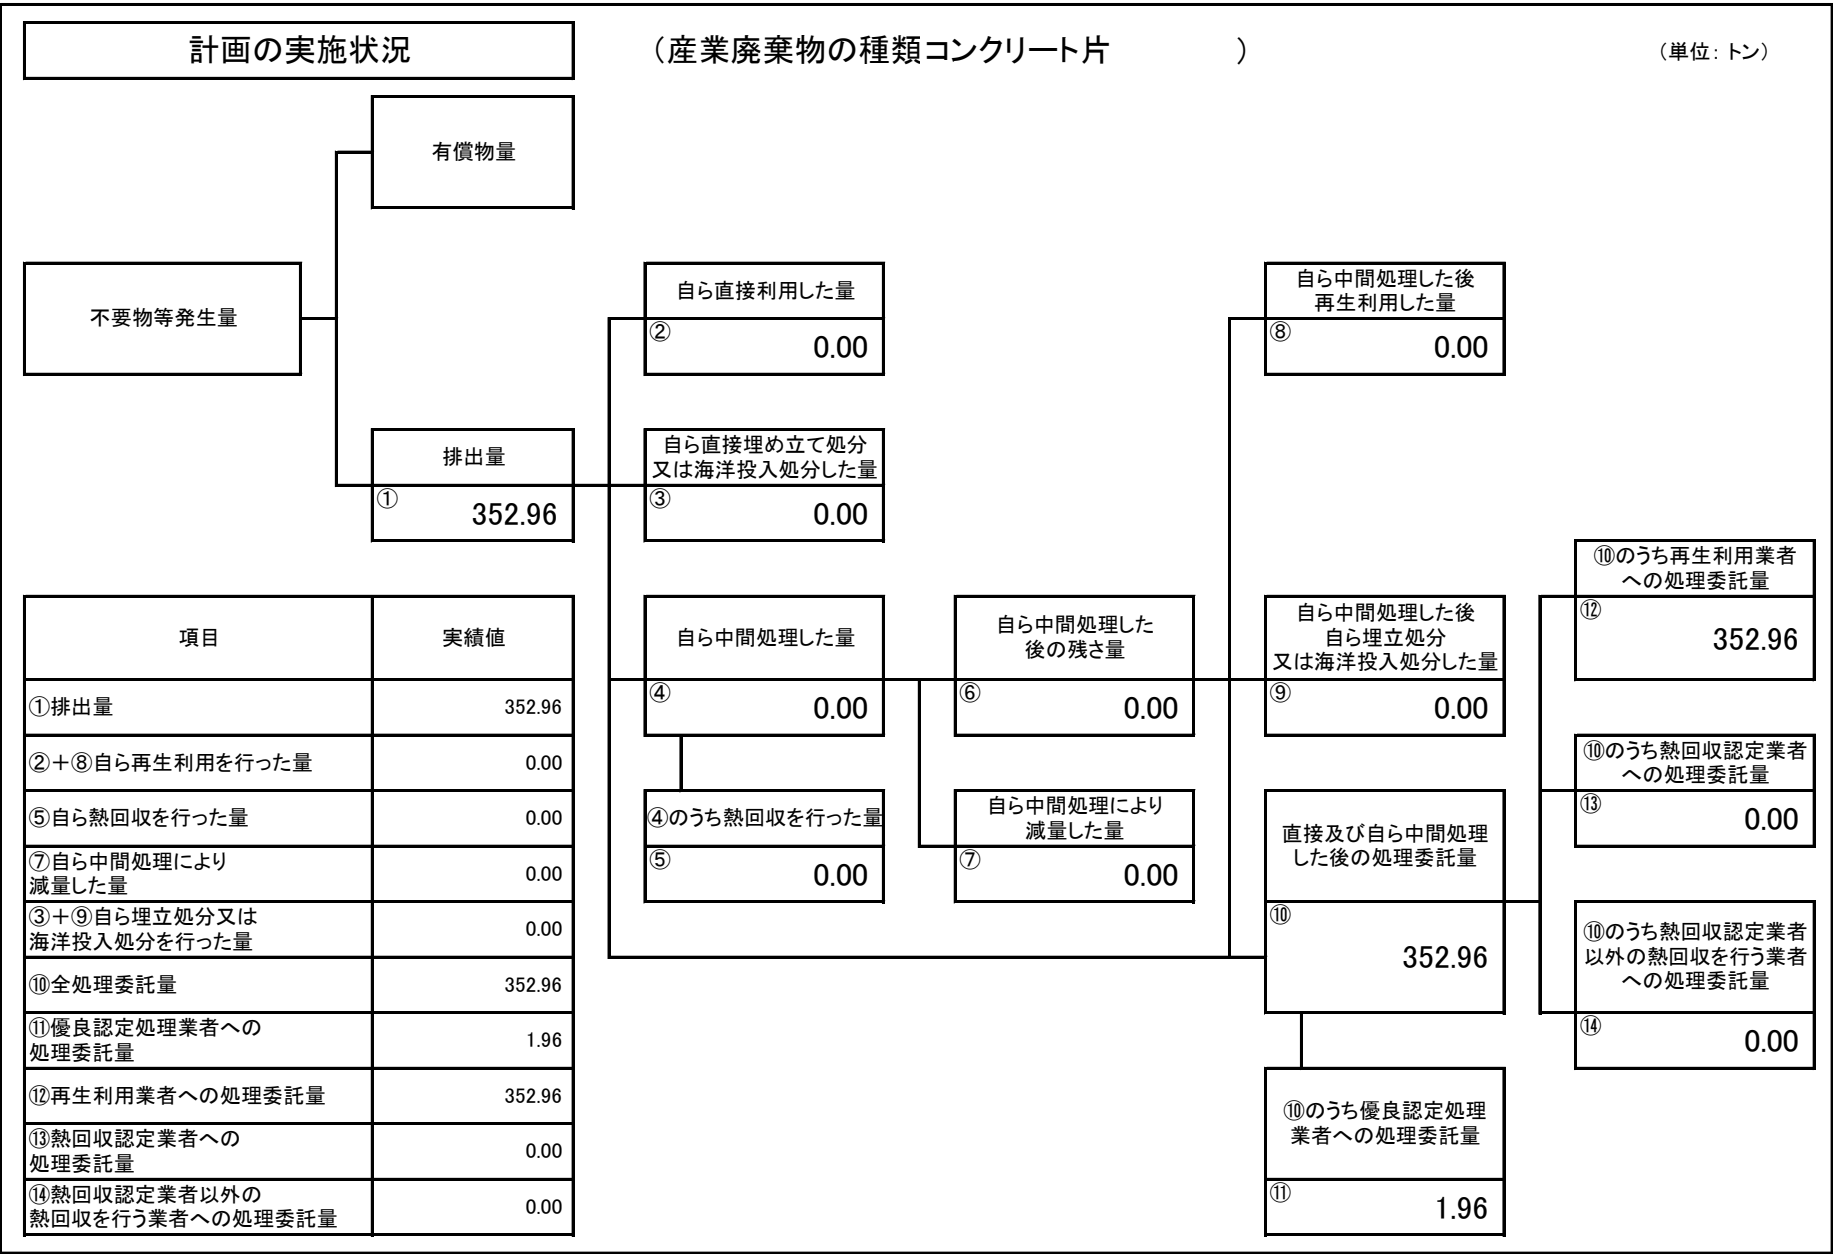 計画の実施状況
（産業廃棄物の種類コンクリート片　　　　）
（単位：トン）
有償物量
不要物等発生量
自ら直接利用した量
②
0.00
自ら中間処理した後
再生利用した量
⑧
0.00
排出量
①
352.96
自ら直接埋め立て処分
又は海洋投入処分した量
③
0.00
⑩のうち再生利用業者
への処理委託量
⑫
352.96
自ら中間処理した量
④
0.00
自ら中間処理した
後の残さ量
⑥
0.00
自ら中間処理した後
自ら埋立処分
又は海洋投入処分した量
⑨
0.00
⑩のうち熱回収認定業者
への処理委託量
⑬
0.00
④のうち熱回収を行った量
⑤
0.00
自ら中間処理により
減量した量
⑦
0.00
直接及び自ら中間処理
した後の処理委託量
⑩
352.96
⑩のうち熱回収認定業者
以外の熱回収を行う業者
への処理委託量
⑭
0.00
⑩のうち優良認定処理
業者への処理委託量
⑪
1.96
項目 実績値
①排出量 352.96
②＋⑧自ら再生利用を行った量 0.00
⑤自ら熱回収を行った量 0.00
⑦自ら中間処理により
減量した量 0.00
③＋⑨自ら埋立処分又は
海洋投入処分を行った量 0.00
⑩全処理委託量 352.96
⑪優良認定処理業者への
処理委託量 1.96
⑫再生利用業者への処理委託量 352.96
⑬熱回収認定業者への
処理委託量 0.00
⑭熱回収認定業者以外の
熱回収を行う業者への処理委託量 0.00